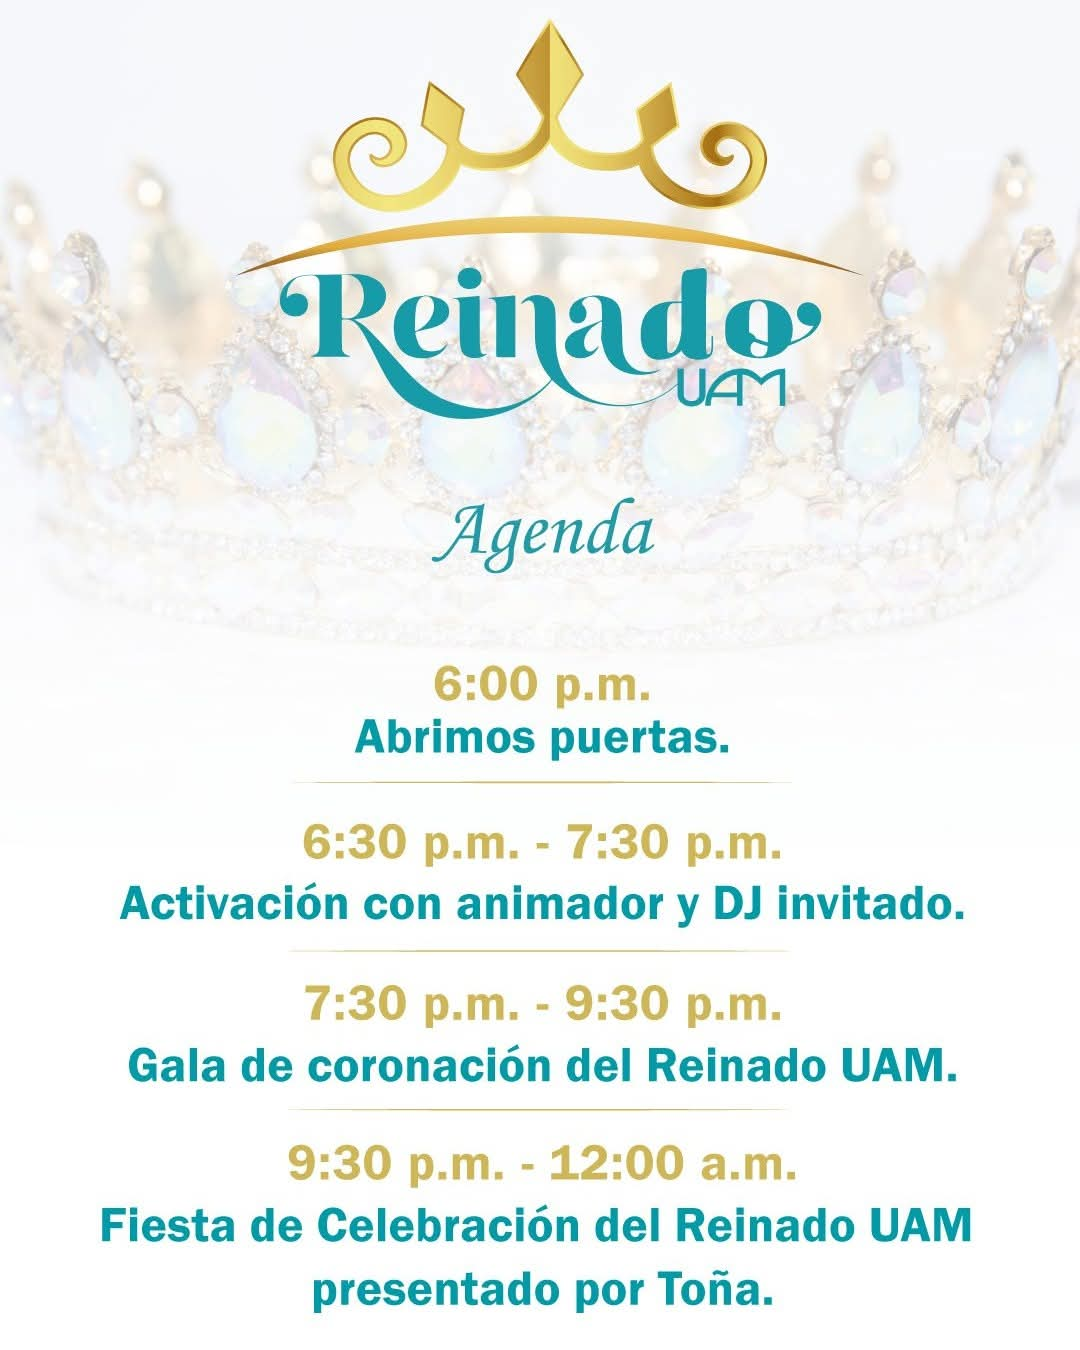 Reinado
UAM
Agenda
6:00 p.m.
Abrimos puertas.
6:30 p.m. - 7:30 p.m.
Activación con animador y DJ invitado.
7:30 p.m. - 9:30 p.m.
Gala de coronación del Reinado UAM.
9:30 p.m. - 12:00 a.m.
Fiesta de Celebración del Reinado UAM
presentado por Toña.